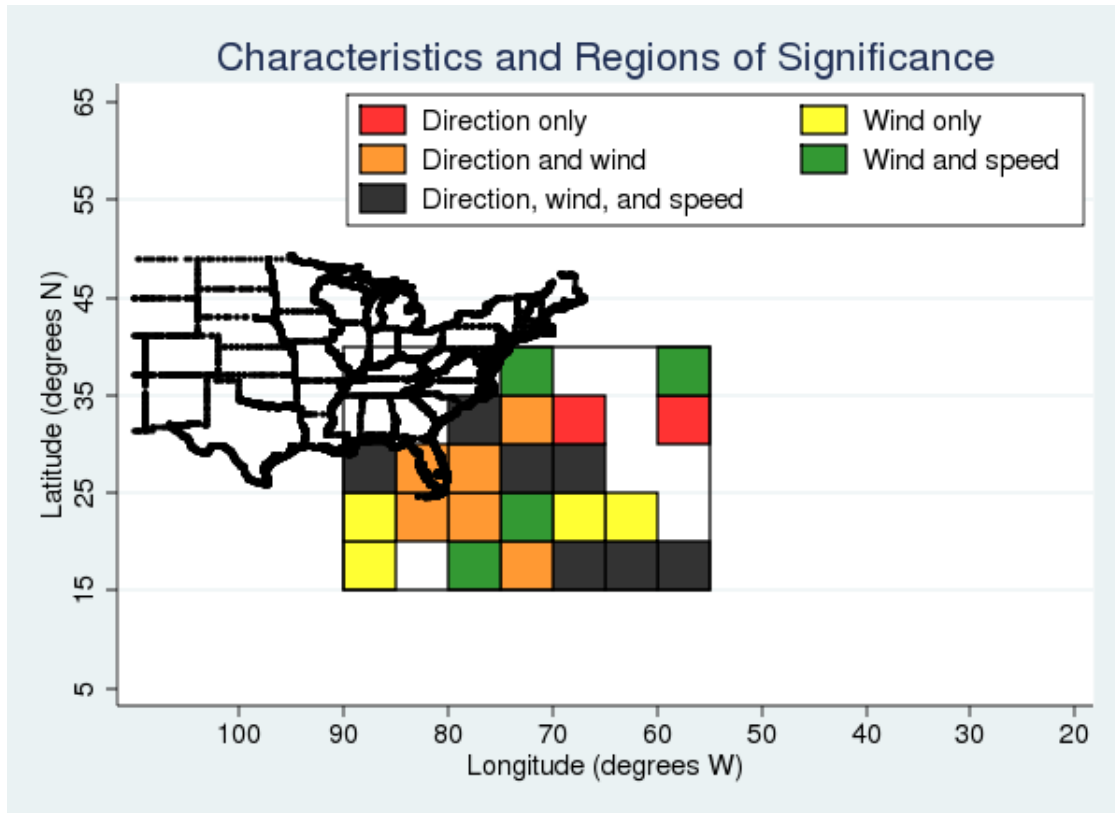 Characteristics and Regions of Significance
Direction only
Wind only
Direction and wind
Wind and speed
Direction, wind, and speed
65
55
45
35
25
15
5
Latitude (degrees N)
100 90 80 70 60 50 40 30 20
Longitude (degrees W)